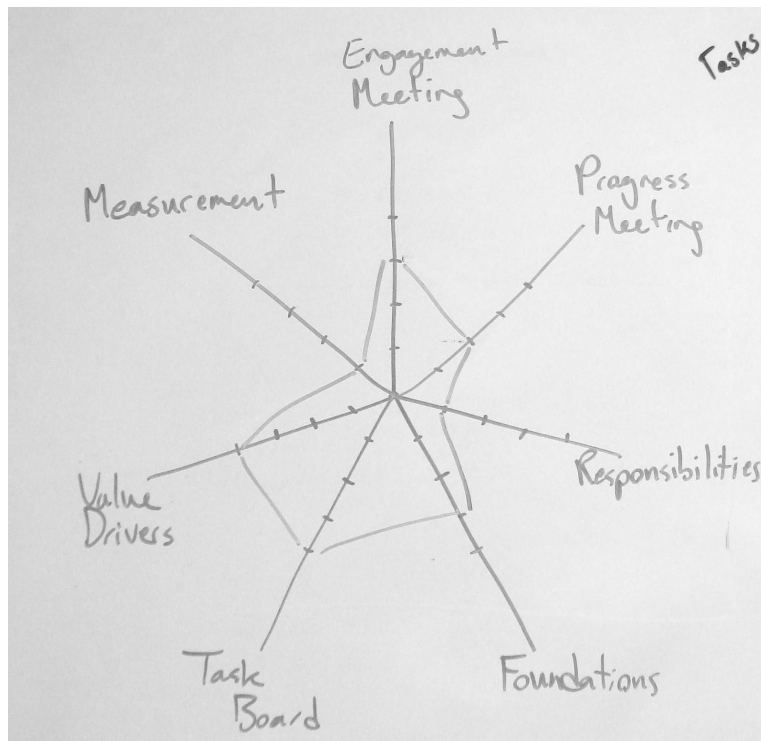 Engagement
Meeting
Tasks
Progress
Meeting
Measurement
Responsibilities
Value
Drivers
Foundations
Task
Board